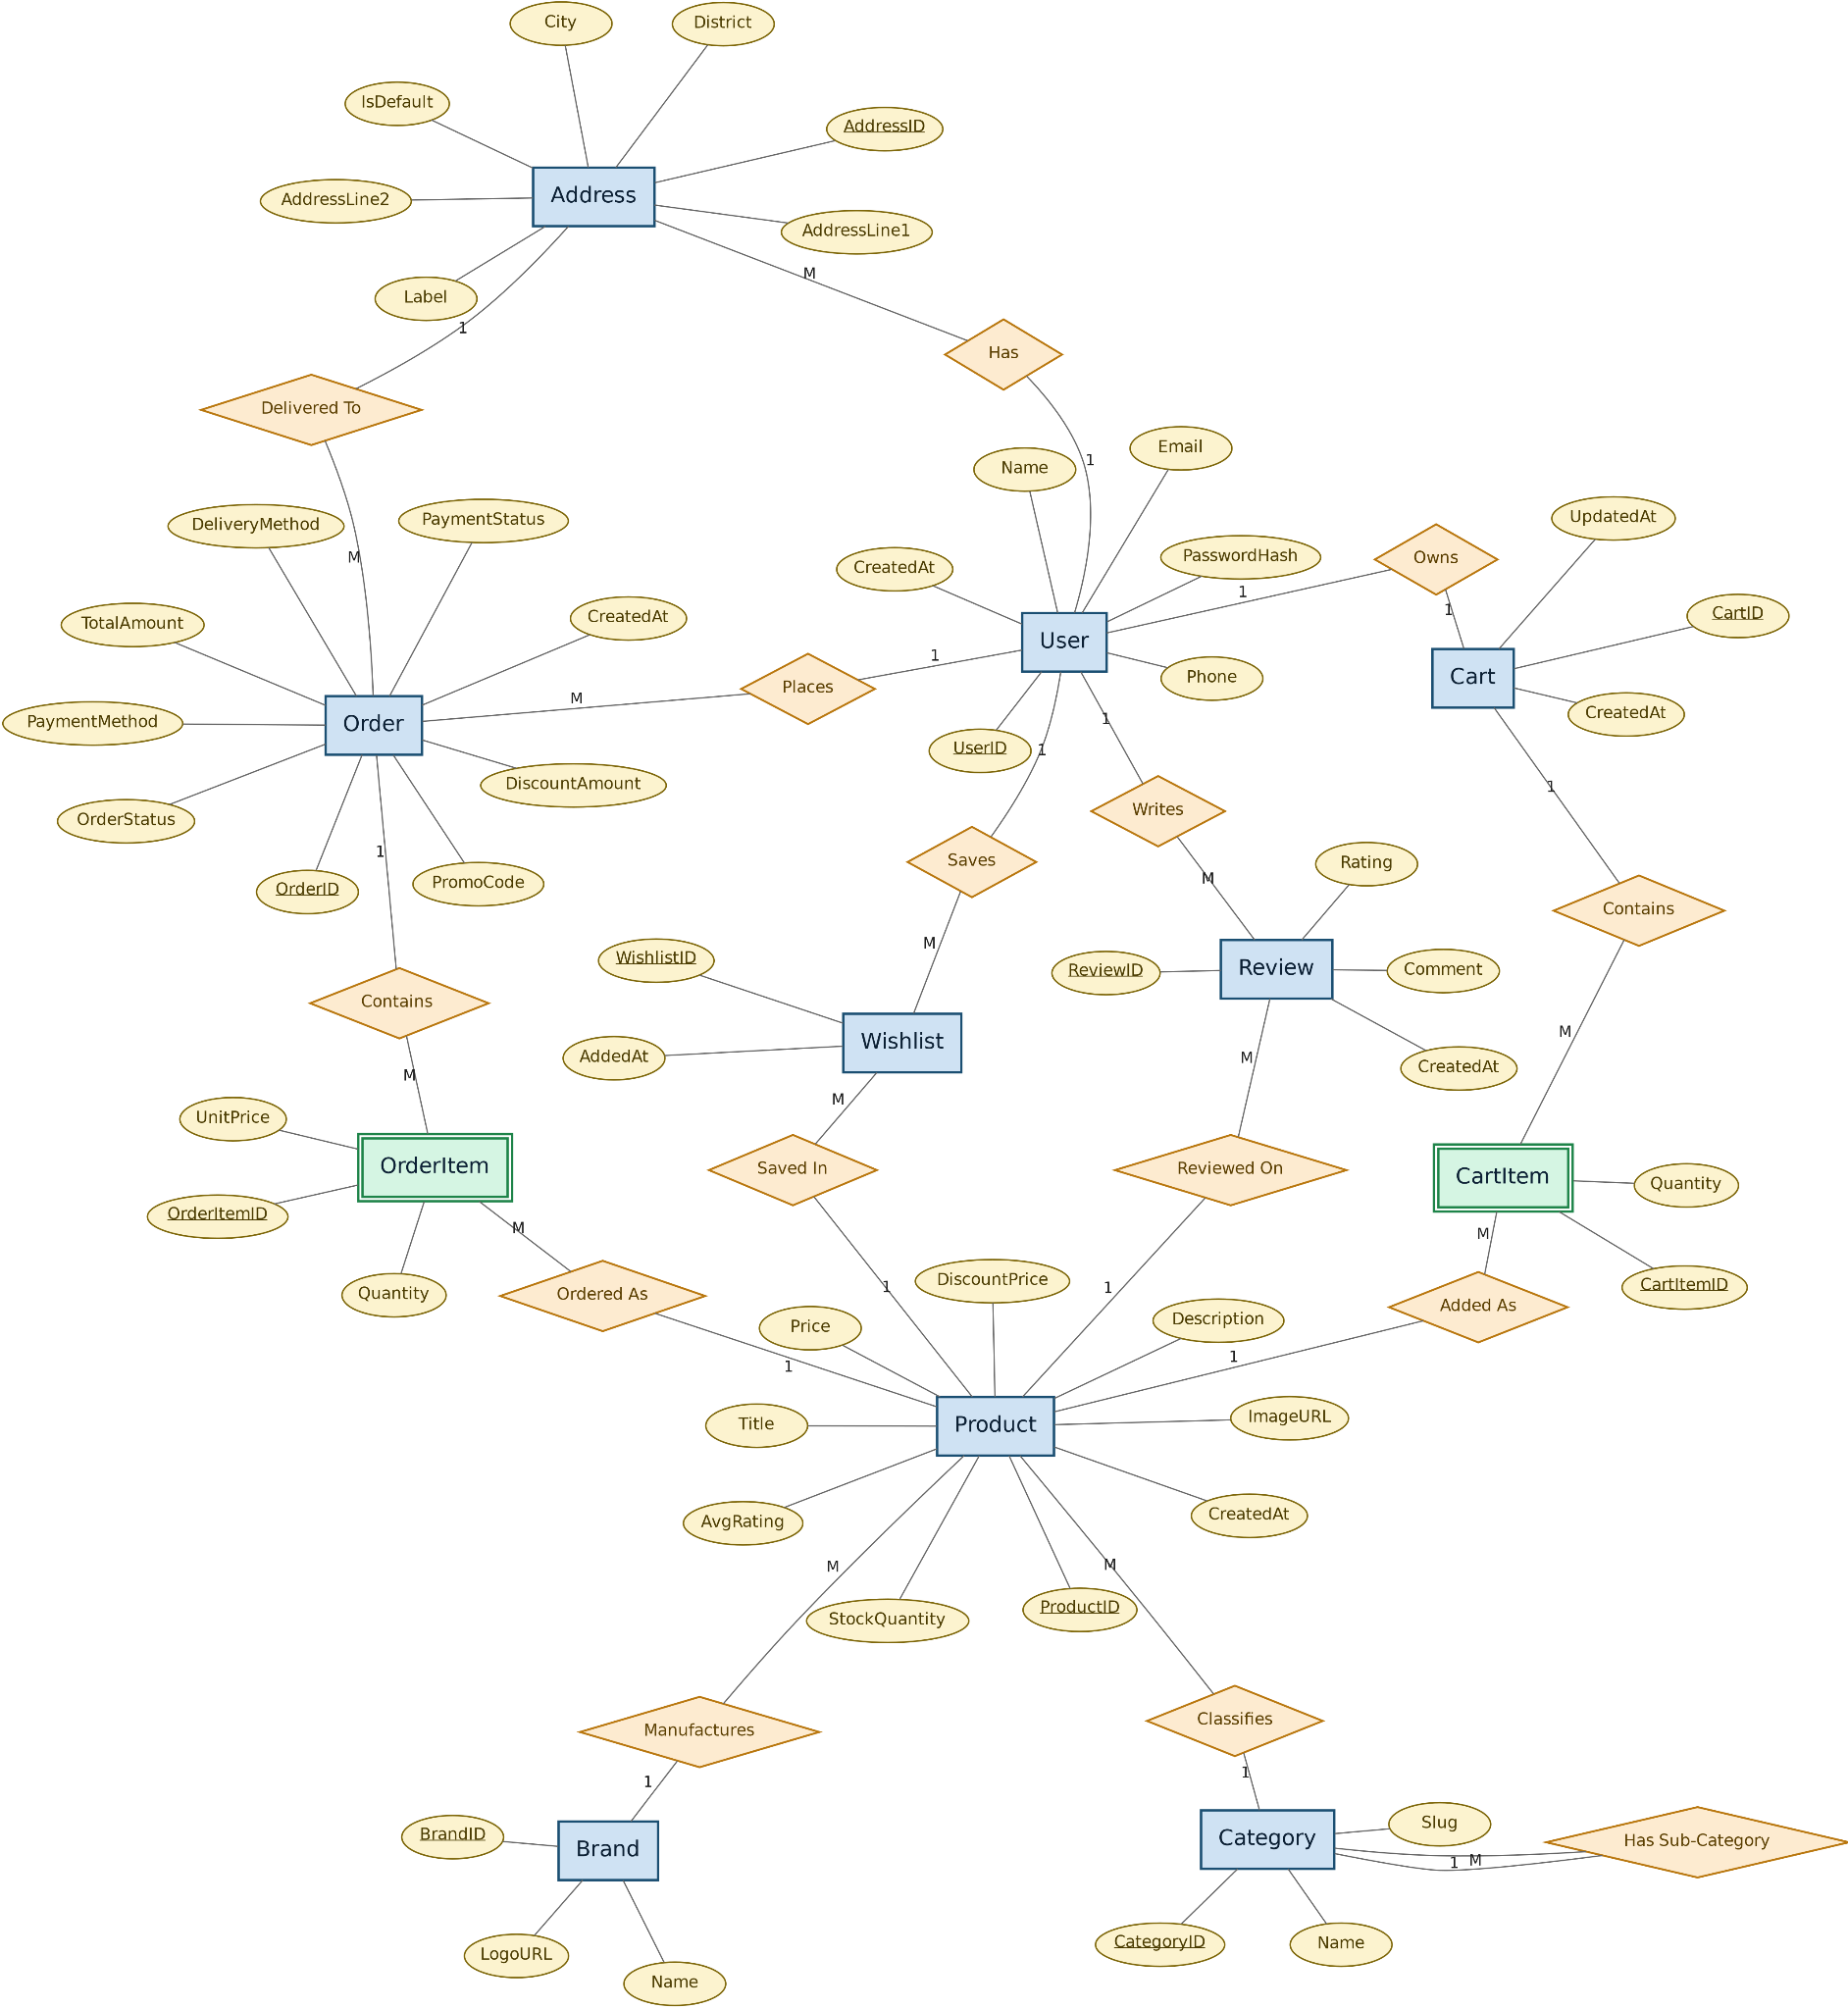 City
District
IsDefault
AddressID
Address
AddressLine2
AddressLine1
M
Label
1
Has
Delivered To
Name
Email
1
DeliveryMethod
PaymentStatus
UpdatedAt
M
CreatedAt
PasswordHash
Owns
1
1
TotalAmount
CreatedAt
CartID
User
Places
1
Phone
Cart
M
PaymentMethod
Order
CreatedAt
1
UserID
1
DiscountAmount
1
OrderStatus
Writes
1
Saves
Rating
M
OrderID
PromoCode
Contains
M
WishlistID
ReviewID
Review
Comment
Contains
M
Wishlist
AddedAt
M
CreatedAt
M
M
UnitPrice
OrderItem
Saved In
Reviewed On
CartItem
Quantity
OrderItemID
M
M
Quantity
Ordered As
DiscountPrice
1
1
CartItemID
Added As
Price
Description
1
1
Title
Product
ImageURL
AvgRating
CreatedAt
M
M
StockQuantity
ProductID
Manufactures
Classifies
1
1
BrandID
Brand
Category
Slug
Has Sub-Category
1
M
LogoURL
Name
CategoryID
Name